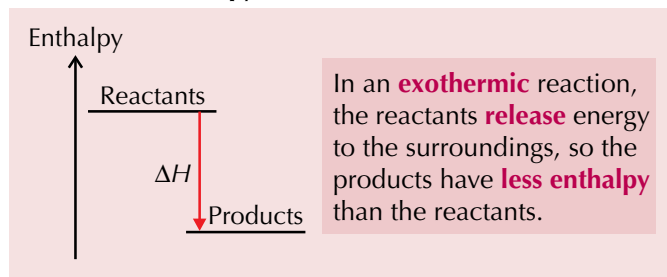 Enthalpy
Reactants
ΔH
Products
In an exothermic reaction,
the reactants release energy
to the surroundings, so the
products have less enthalpy
than the reactants.